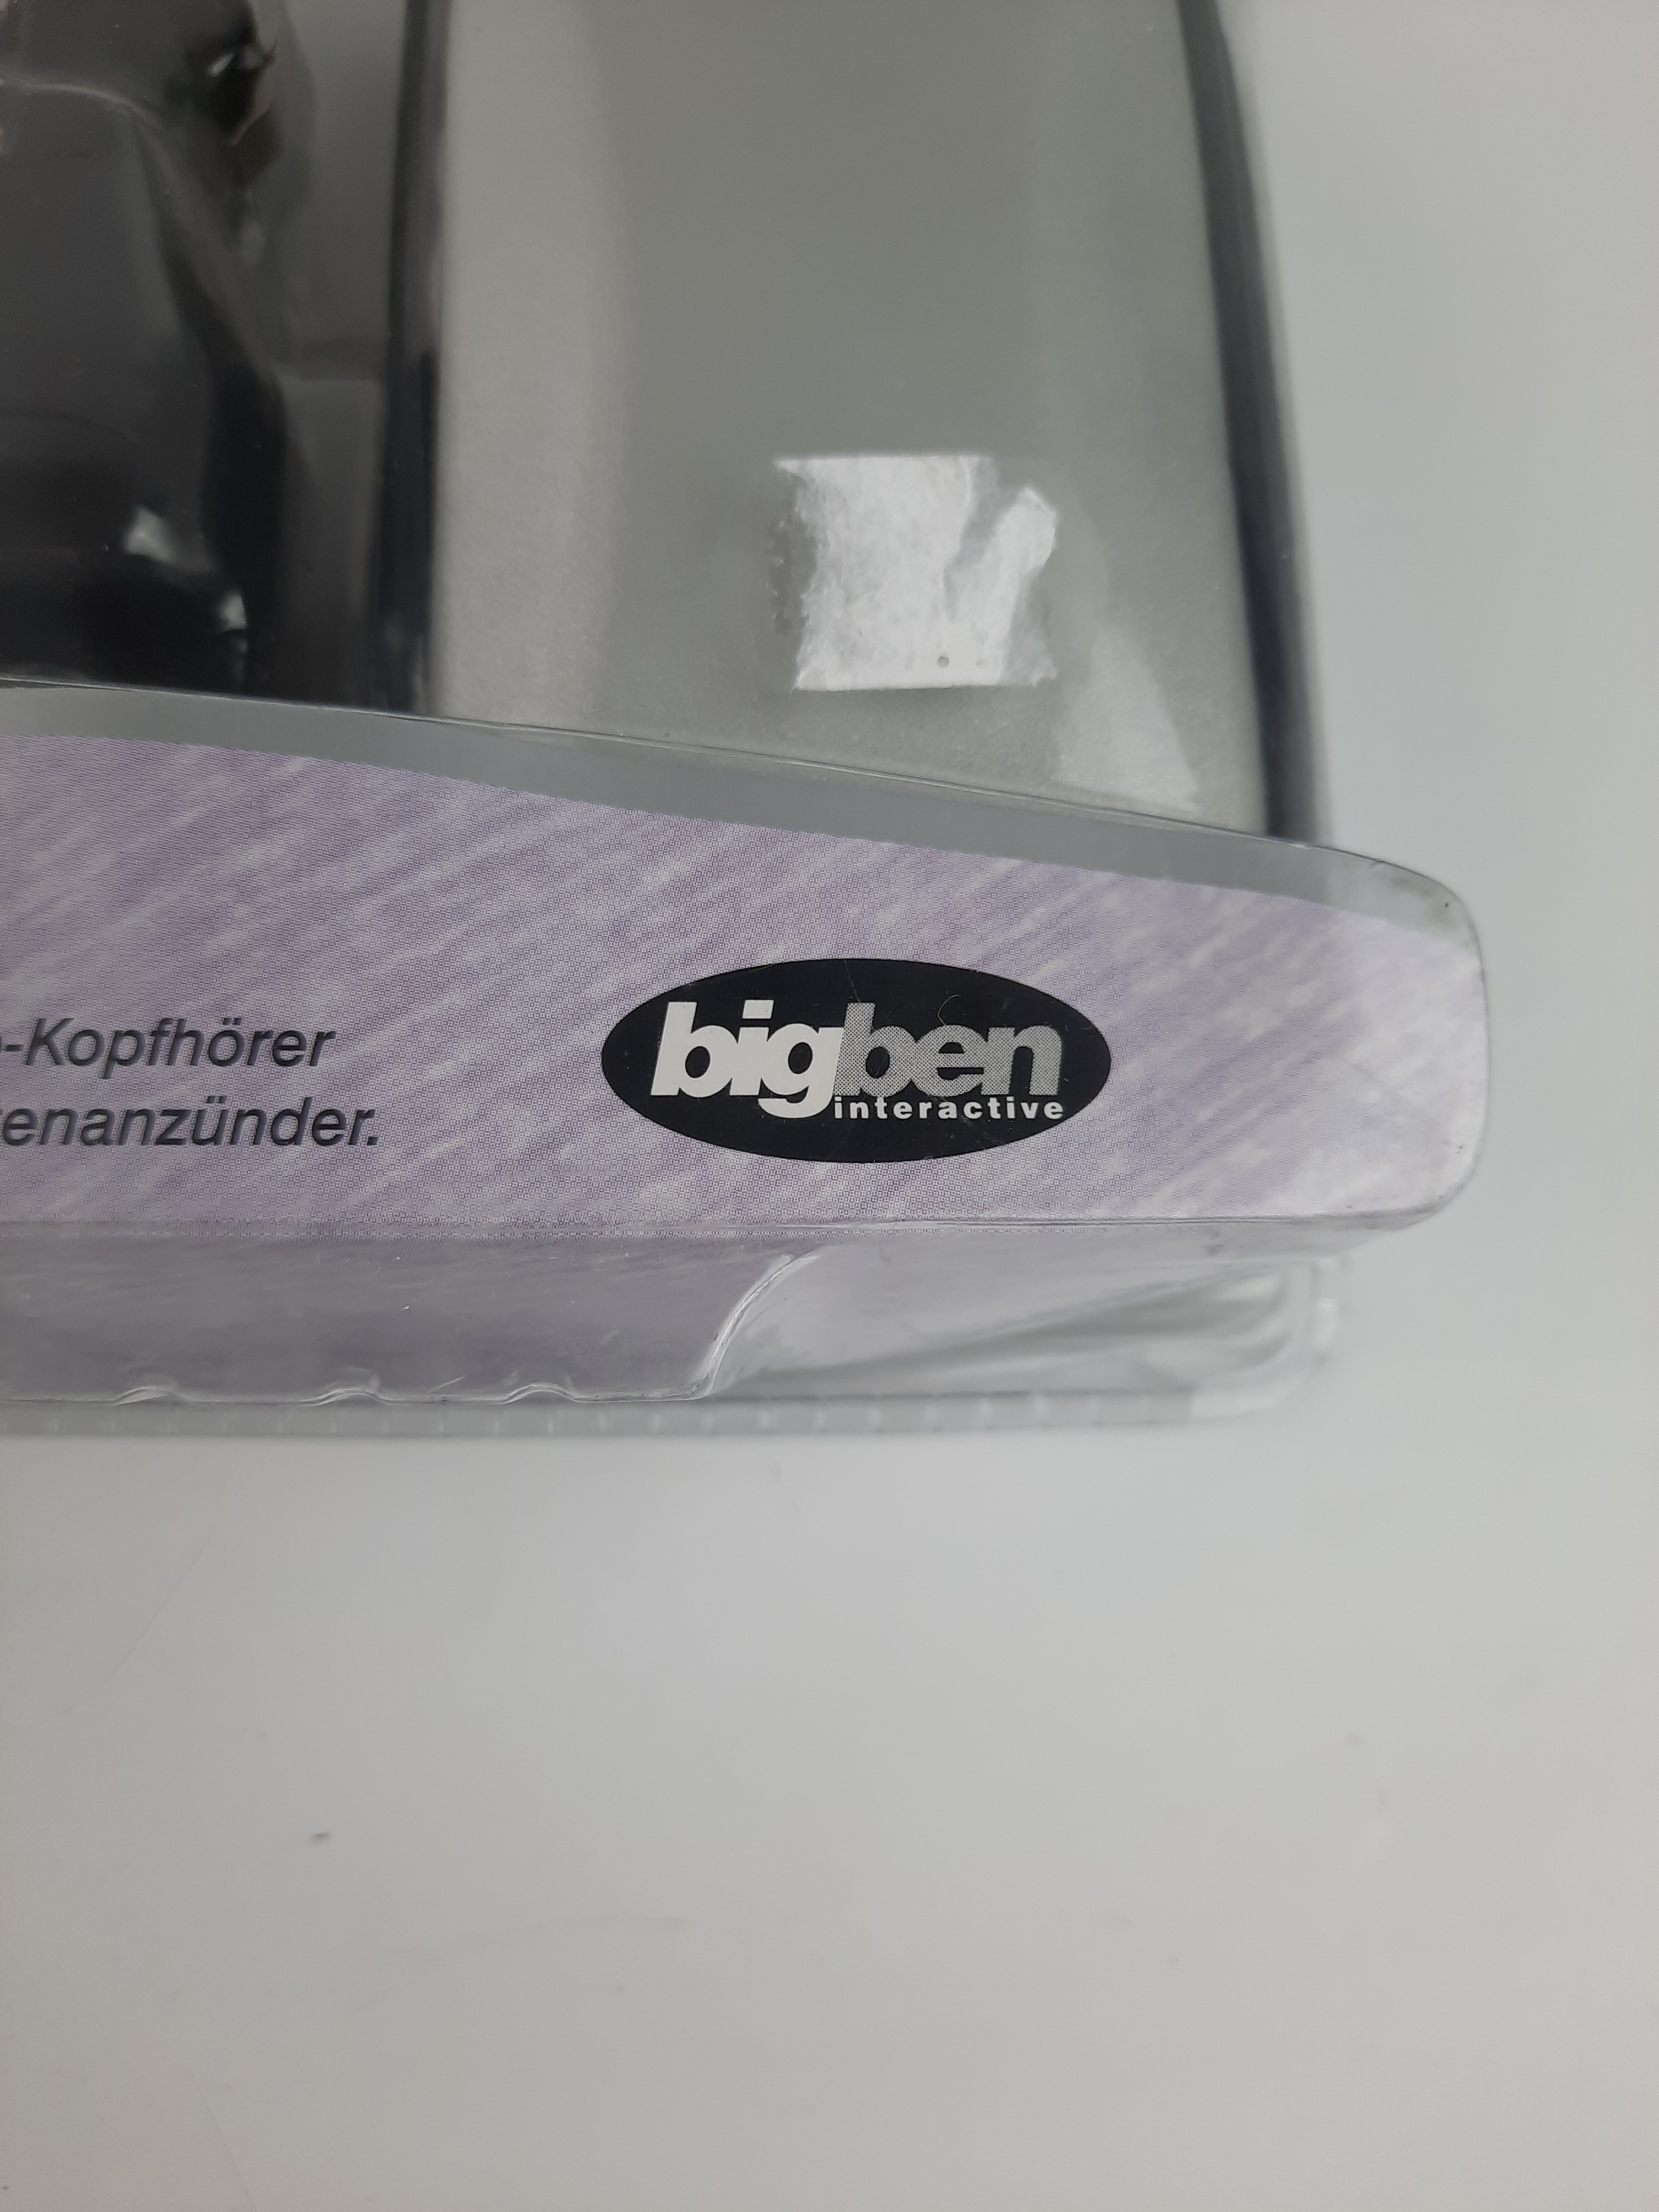 -Kopfhörer
enanzünder.
bigben
interactive